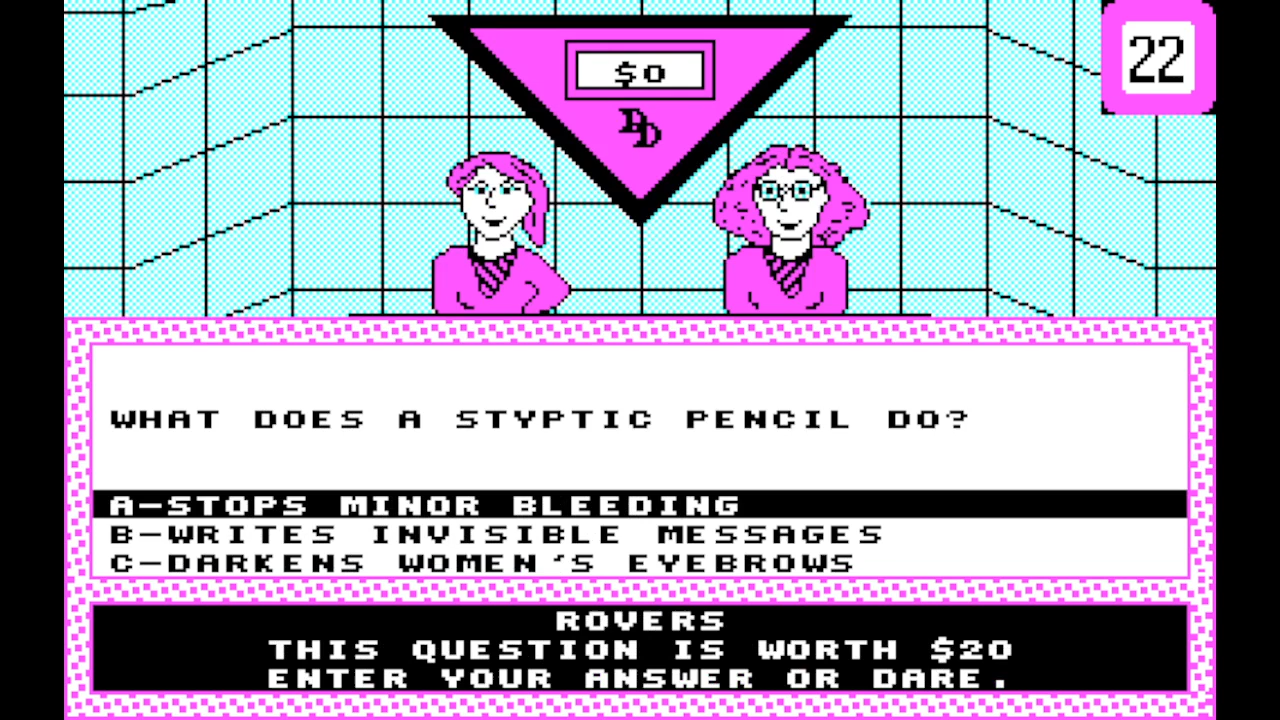 $0
DD
22
WHAT DOES A STYPTIC PENCIL DO?
A-STOPS MINOR BLEEDING
B-WRITES INVISIBLE MESSAGES
C-DARKENS WOMEN'S EYEBROWS
ROVERS
THIS QUESTION IS WORTH $20
ENTER YOUR ANSWER OR DARE.